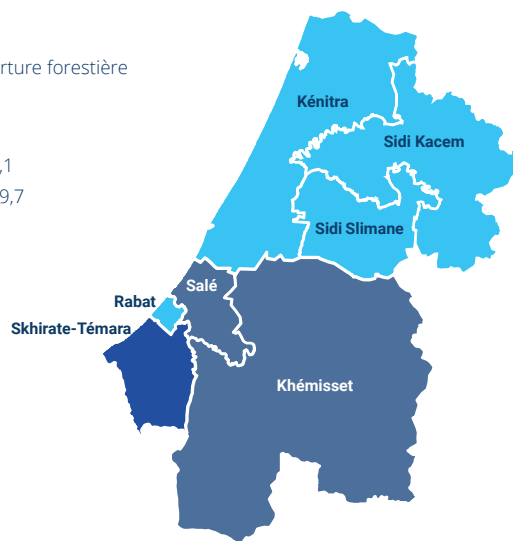 rture forestière
,1
9,7
Kénitra
Sidi Kacem
Sidi Slimane
Salé
Rabat
Skhirate-Témara
Khémisset